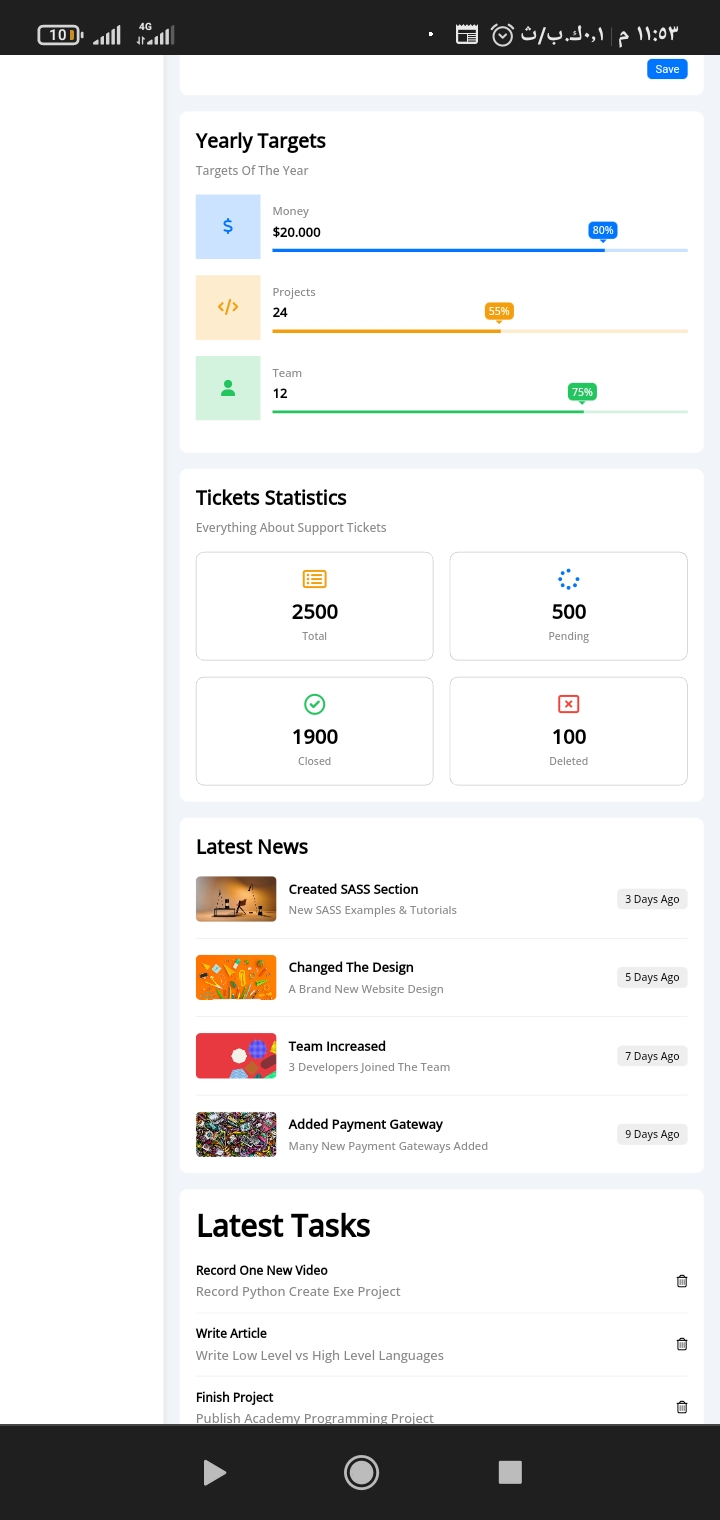 10
4G
١١:٥٣ م | ٠,١ك.ب/ث
Save
Yearly Targets
Targets Of The Year
Money
$20.000
80%
Projects
24
55%
Team
12
75%
Tickets Statistics
Everything About Support Tickets
2500
Total
500
Pending
1900
Closed
100
Deleted
Latest News
Created SASS Section
New SASS Examples & Tutorials
3 Days Ago
Changed The Design
A Brand New Website Design
5 Days Ago
Team Increased
3 Developers Joined The Team
7 Days Ago
Added Payment Gateway
Many New Payment Gateways Added
9 Days Ago
Latest Tasks
Record One New Video
Record Python Create Exe Project
Write Article
Write Low Level vs High Level Languages
Finish Project
Publish Academy Programming Project